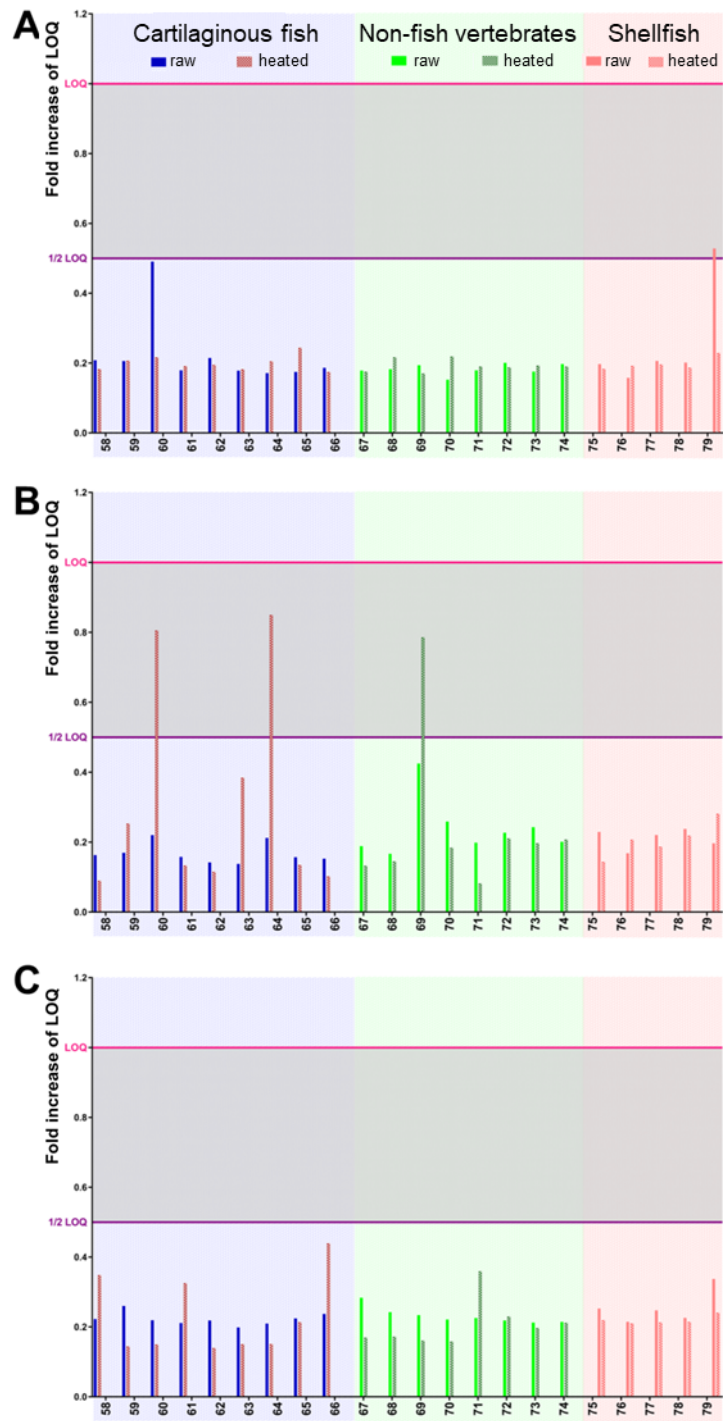 A
Fold increase of LOQ
Cartilaginous fish Non-fish vertebrates Shellfish
raw heated raw heated raw heated
1.2
LOQ
0.8
0.6
1/2 LOQ
0.4
0.2
0.0
58 59 60 61 62 63 64 65 66 67 68 69 70 71 72 73 74 75 76 77 78 79
B
Fold increase of LOQ
1.2
LOQ
0.8
0.6
1/2 LOQ
0.4
0.2
0.0
58 59 60 61 62 63 64 65 66 67 68 69 70 71 72 73 74 75 76 77 78 79
C
Fold increase of LOQ
1.2
LOQ
0.8
0.6
1/2 LOQ
0.4
0.2
0.0
58 59 60 61 62 63 64 65 66 67 68 69 70 71 72 73 74 75 76 77 78 79